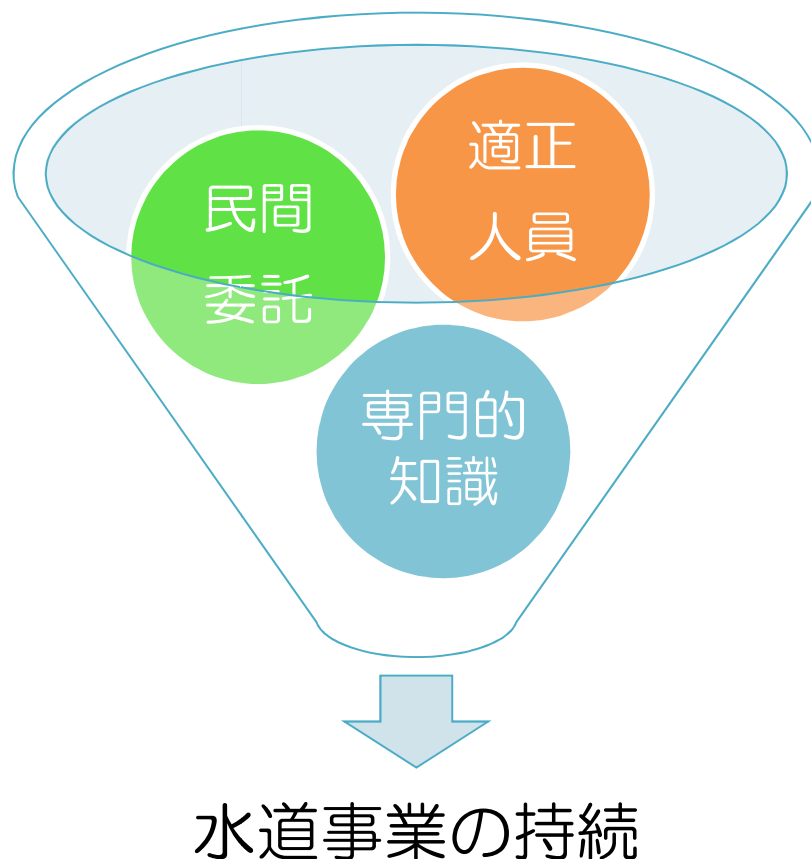 適正
人員
民間
委託
専門的
知識
水道事業の持続